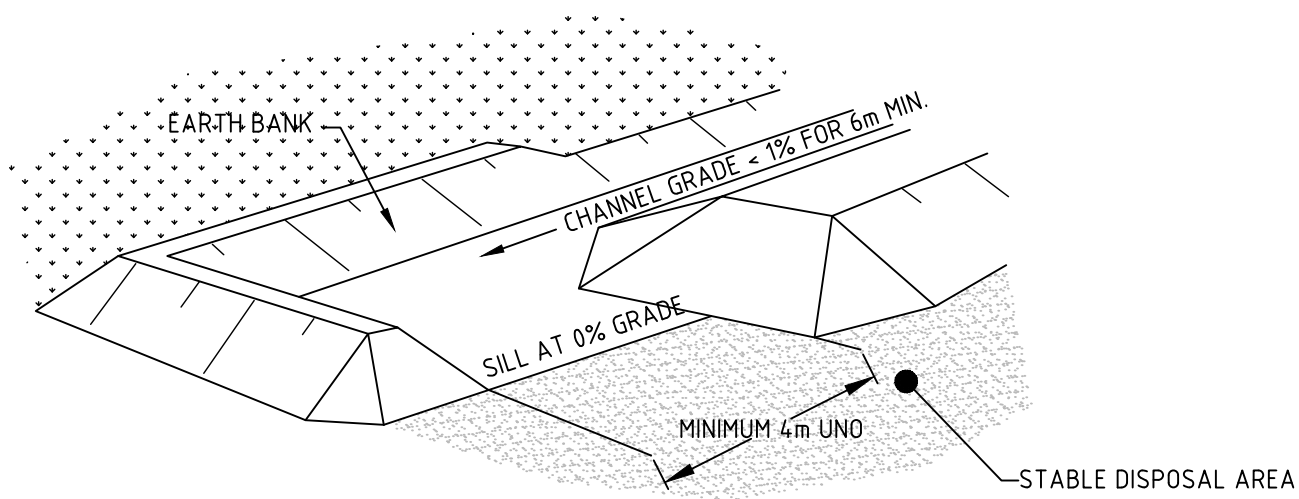 EARTH BANK
CHANNEL GRADE < 1% FOR 6m MIN.
SILL AT 0% GRADE
MINIMUM 4m UNO
STABLE DISPOSAL AREA